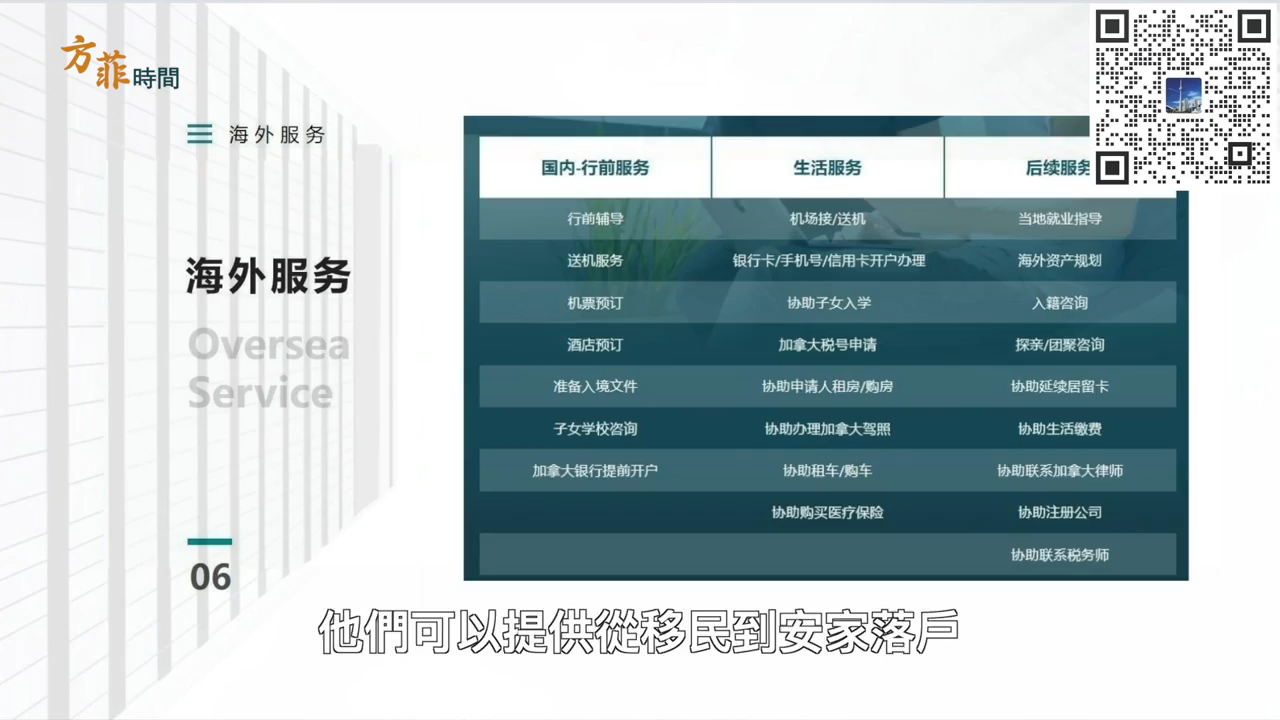 方菲時間
海外服务
海外服务
Oversea
Service
06
国内-行前服务 生活服务 后续服务
行前辅导 机场接/送机 当地就业指导
送机服务 银行卡/手机号/信用卡开户办理 海外资产规划
机票预订 协助子女入学 入籍咨询
酒店预订 加拿大税号申请 探亲/团聚咨询
准备入境文件 协助申请人租房/购房 协助延续居留卡
子女学校咨询 协助办理加拿大驾照 协助生活缴费
加拿大银行提前开户 协助租车/购车 协助联系加拿大律师
协助购买医疗保险 协助注册公司
协助联系税务师
他們可以提供從移民到安家落戶